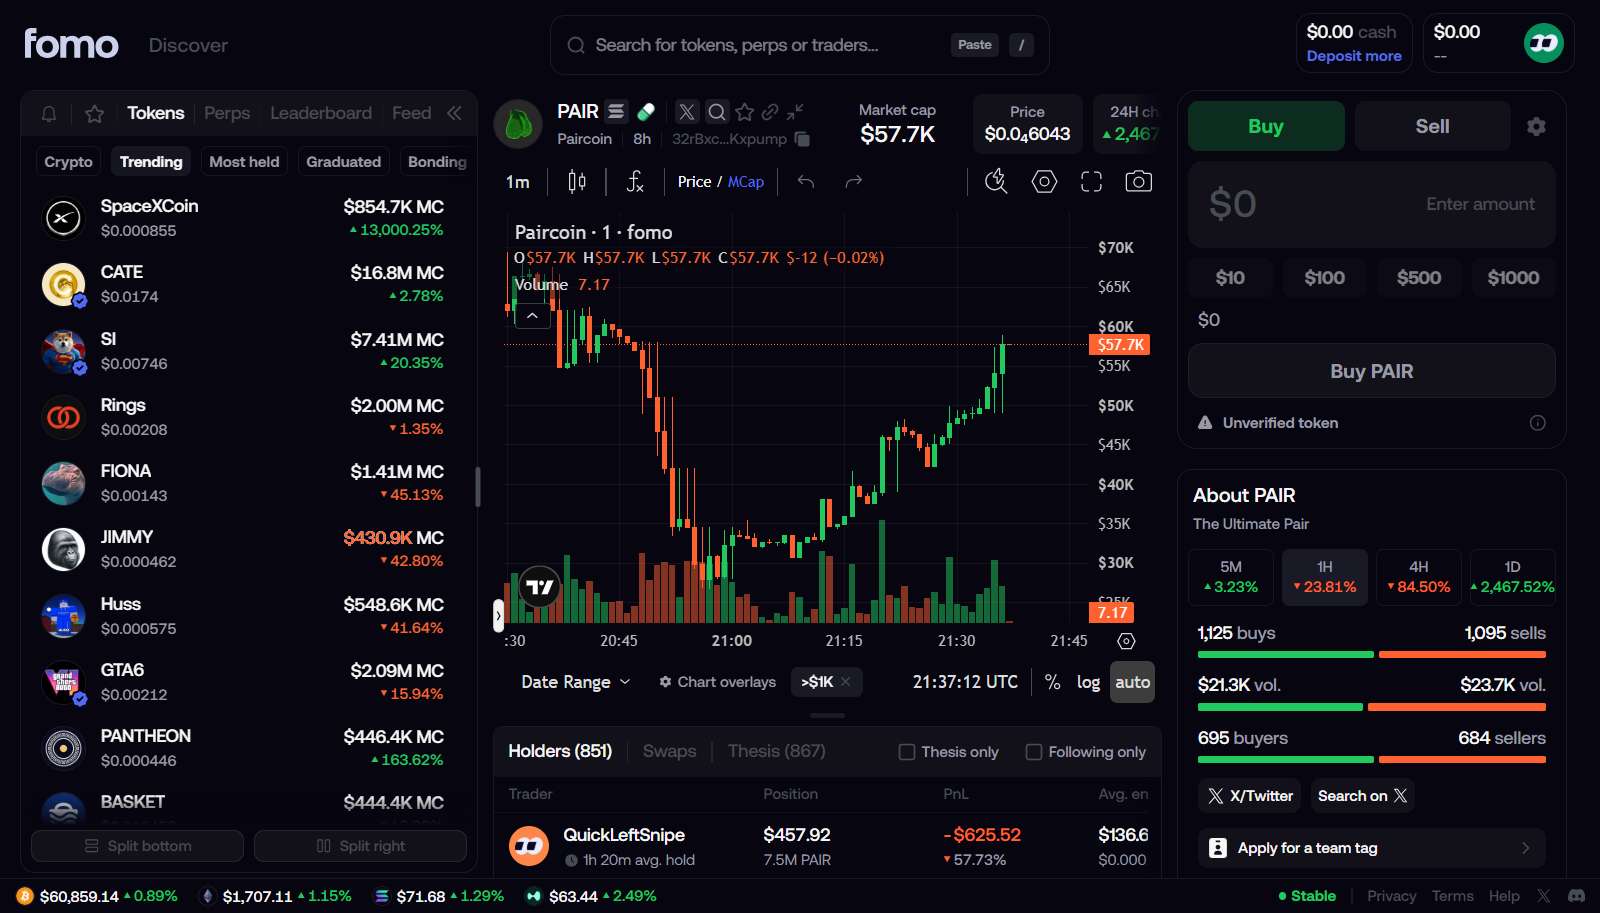 fomo
Discover
Search for tokens, perps or traders...
Paste
/
$0.00 cash
Deposit more
$0.00
--
Tokens
Perps
Leaderboard
Feed
Crypto
Trending
Most held
Graduated
Bonding
SpaceXCoin
$854.7K MC
$0.000855
13,000.25%
CATE
$16.8M MC
$0.0174
2.78%
SI
$7.41M MC
$0.00746
20.35%
Rings
$2.00M MC
$0.00208
1.35%
FIONA
$1.41M MC
$0.00143
45.13%
JIMMY
$430.9K MC
$0.000462
42.80%
Huss
$548.6K MC
$0.000575
41.64%
GTA6
$2.09M MC
$0.00212
15.94%
PANTHEON
$446.4K MC
$0.000446
163.62%
BASKET
$444.4K MC
Split bottom
Split right
PAIR
Paircoin
8h
32rBxc...Kxpump
Market cap
$57.7K
Price
$0.0₄6043
24H ch
2,467
1m
Price / MCap
Paircoin · 1 · fomo
O$57.7K H$57.7K L$57.7K C$57.7K $-12 (−0.02%)
Volume 7.17
$70K
$65K
$60K
$57.7K
$55K
$50K
$45K
$40K
$35K
$30K
$25K
7.17
:30
20:45
21:00
21:15
21:30
21:45
Date Range
Chart overlays
>$1K
21:37:12 UTC
%
log
auto
Holders (851)
Swaps
Thesis (867)
Thesis only
Following only
Trader
Position
PnL
Avg. en
QuickLeftSnipe
$457.92
-$625.52
$136.6
1h 20m avg. hold
7.5M PAIR
57.73%
$0.000
Buy
Sell
$0
Enter amount
$10
$100
$500
$1000
$0
Buy PAIR
Unverified token
About PAIR
The Ultimate Pair
5M
3.23%
1H
23.81%
4H
84.50%
1D
2,467.52%
1,125 buys
1,095 sells
$21.3K vol.
$23.7K vol.
695 buyers
684 sellers
X/Twitter
Search on X
Apply for a team tag
$60,859.14 0.89%
$1,707.11 1.15%
$71.68 1.29%
$63.44 2.49%
Stable
Privacy
Terms
Help